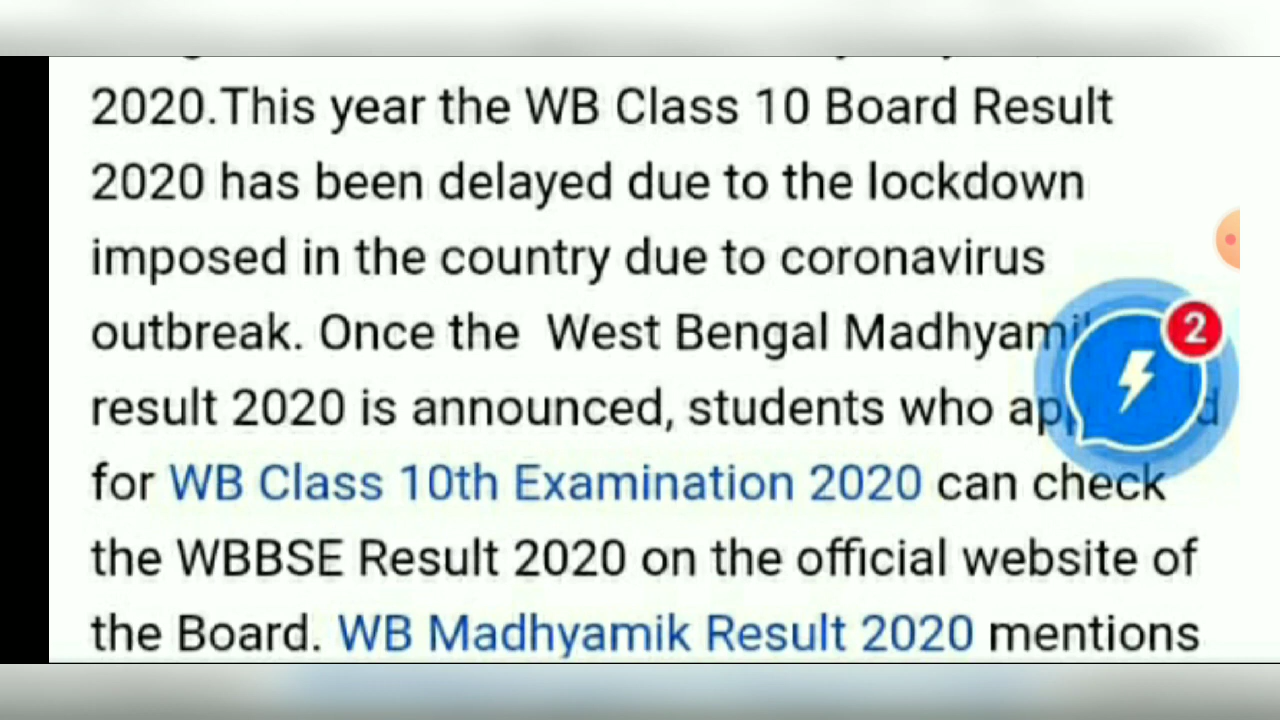 2020.This year the WB Class 10 Board Result
2020 has been delayed due to the lockdown
imposed in the country due to coronavirus
outbreak. Once the West Bengal
result 2020 is announced, students who
for WB Class 10th Examination 2020 can check
the WBBSE Result 2020 on the official website of
the Board. WB Madhyamik Result 2020 mentions
2